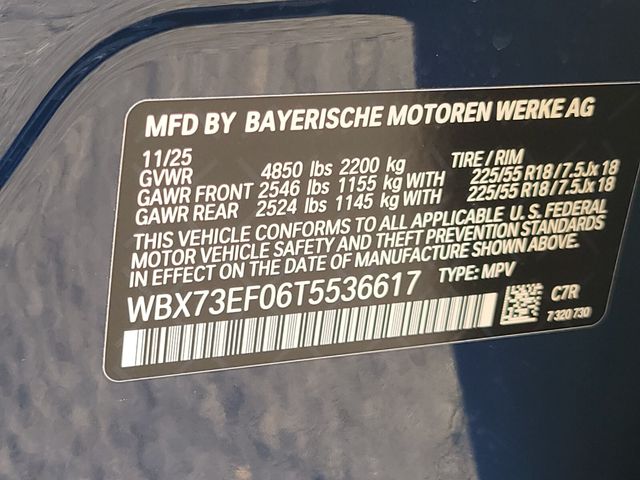 MFD BY BAYERISCHE MOTOREN WERKE AG
11/25 TIRE / RIM
GVWR 4850 lbs 2200 kg
GAWR FRONT 2546 lbs 1155 kg WITH 225/55 R18 / 7.5Jx 18
GAWR REAR 2524 lbs 1145 kg WITH 225/55 R18 / 7.5Jx 18
THIS VEHICLE CONFORMS TO ALL APPLICABLE U.S. FEDERAL
MOTOR VEHICLE SAFETY AND THEFT PREVENTION STANDARDS
IN EFFECT ON THE DATE OF MANUFACTURE SHOWN ABOVE.
WBX73EF06T5536617 TYPE: MPV
C7R
7 320 730